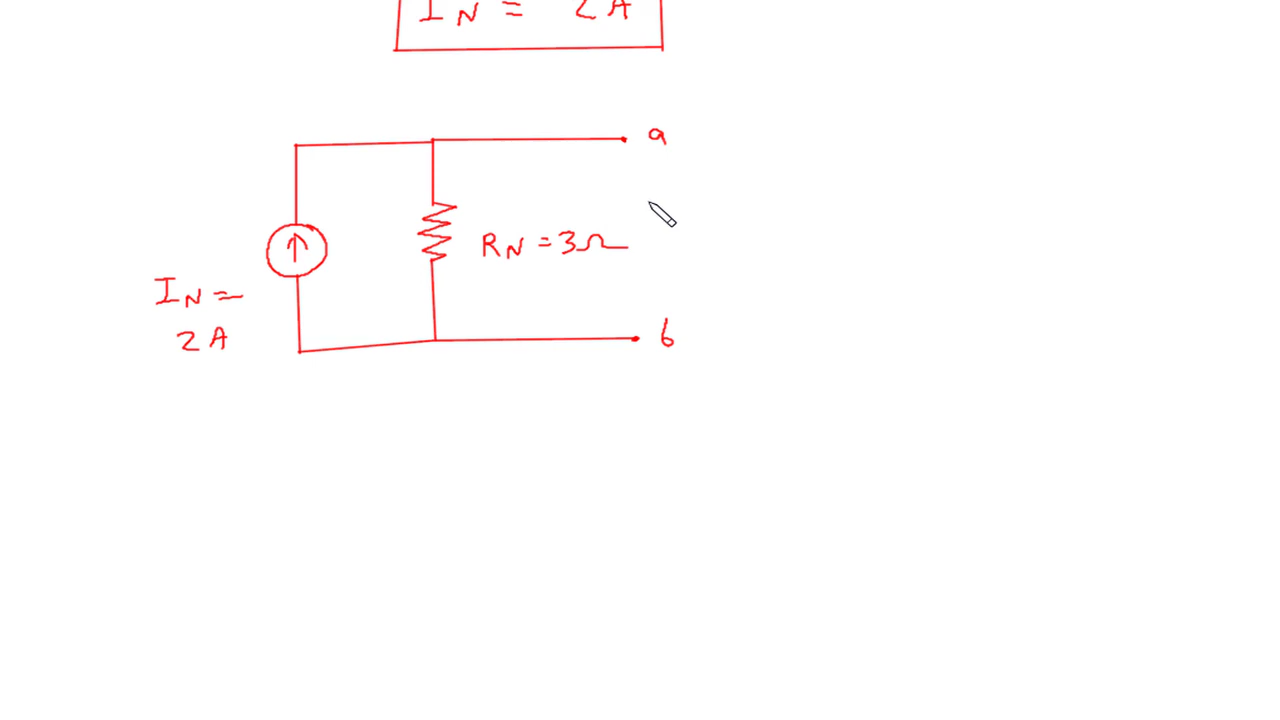 IN = 2A
a
RN = 3Ω
IN =
2A
b